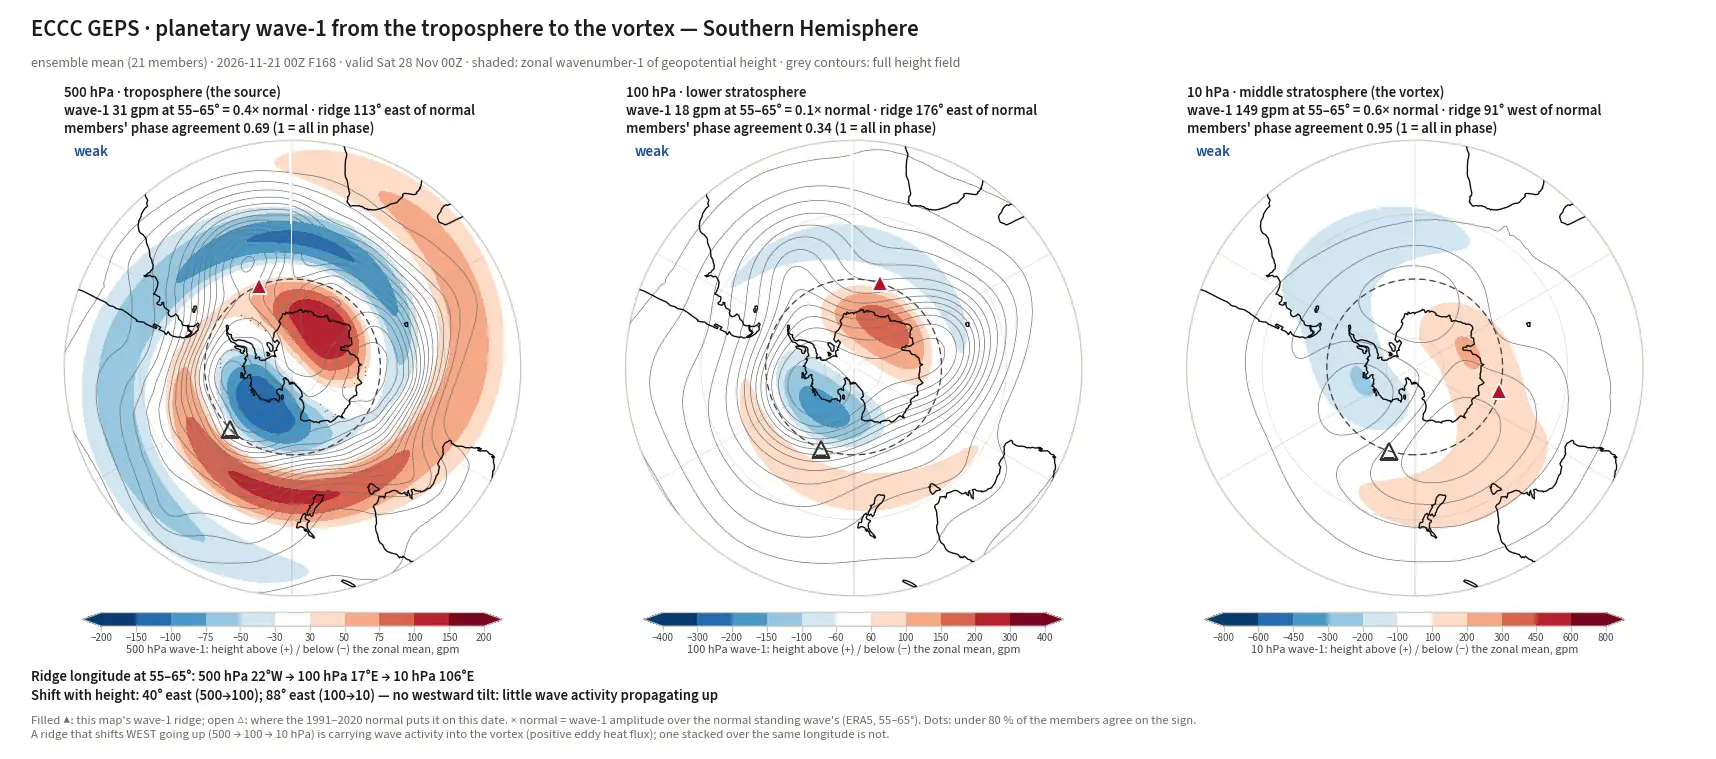 ECCC GEPS · planetary wave-1 from the troposphere to the vortex — Southern Hemisphere
ensemble mean (21 members) · 2026-11-21 00Z F168 · valid Sat 28 Nov 00Z · shaded: zonal wavenumber-1 of geopotential height · grey contours: full height field
500 hPa · troposphere (the source)
wave-1 31 gpm at 55–65° = 0.4× normal · ridge 113° east of normal
members' phase agreement 0.69 (1 = all in phase)
weak
100 hPa · lower stratosphere
wave-1 18 gpm at 55–65° = 0.1× normal · ridge 176° east of normal
members' phase agreement 0.34 (1 = all in phase)
weak
10 hPa · middle stratosphere (the vortex)
wave-1 149 gpm at 55–65° = 0.6× normal · ridge 91° west of normal
members' phase agreement 0.95 (1 = all in phase)
weak
−200 −150 −100 −75 −50 −30 30 50 75 100 150 200
500 hPa wave-1: height above (+) / below (−) the zonal mean, gpm
−400 −300 −200 −150 −100 −60 60 100 150 200 300 400
100 hPa wave-1: height above (+) / below (−) the zonal mean, gpm
−800 −600 −450 −300 −200 −100 100 200 300 450 600 800
10 hPa wave-1: height above (+) / below (−) the zonal mean, gpm
Ridge longitude at 55–65°: 500 hPa 22°W → 100 hPa 17°E → 10 hPa 106°E
Shift with height: 40° east (500→100); 88° east (100→10) — no westward tilt: little wave activity propagating up
Filled ▲: this map's wave-1 ridge; open △: where the 1991–2020 normal puts it on this date. × normal = wave-1 amplitude over the normal standing wave's (ERA5, 55–65°). Dots: under 80 % of the members agree on the sign.
A ridge that shifts WEST going up (500 → 100 → 10 hPa) is carrying wave activity into the vortex (positive eddy heat flux); one stacked over the same longitude is not.